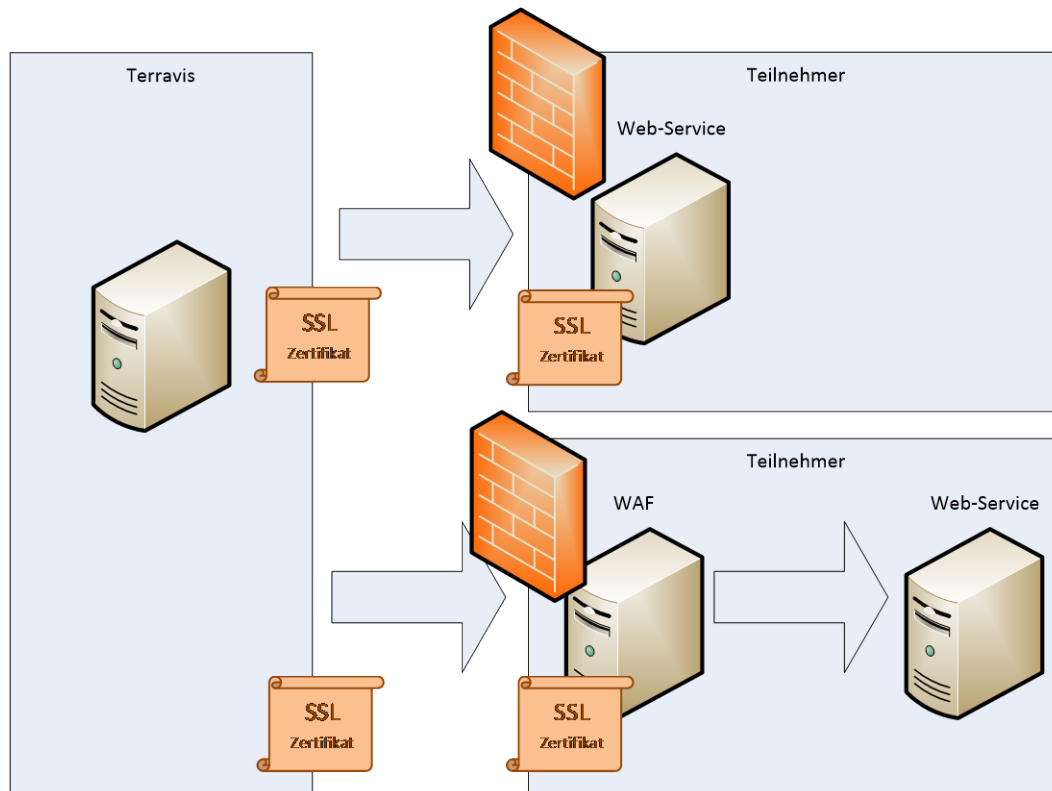 Terravis
Teilnehmer
Web-Service
SSL
Zertifikat
SSL
Zertifikat
Teilnehmer
WAF
Web-Service
SSL
Zertifikat
SSL
Zertifikat